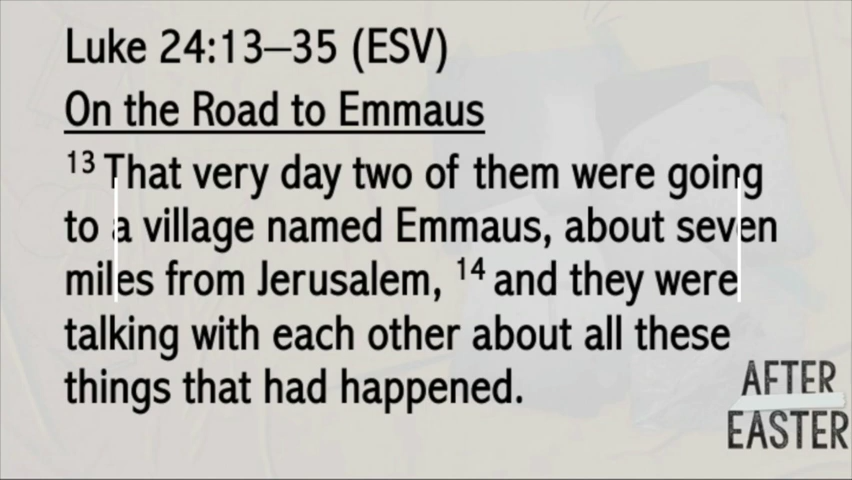 Luke 24:13–35 (ESV)
On the Road to Emmaus
13 That very day two of them were going
to a village named Emmaus, about seven
miles from Jerusalem, 14 and they were
talking with each other about all these
things that had happened.
AFTER
EASTER